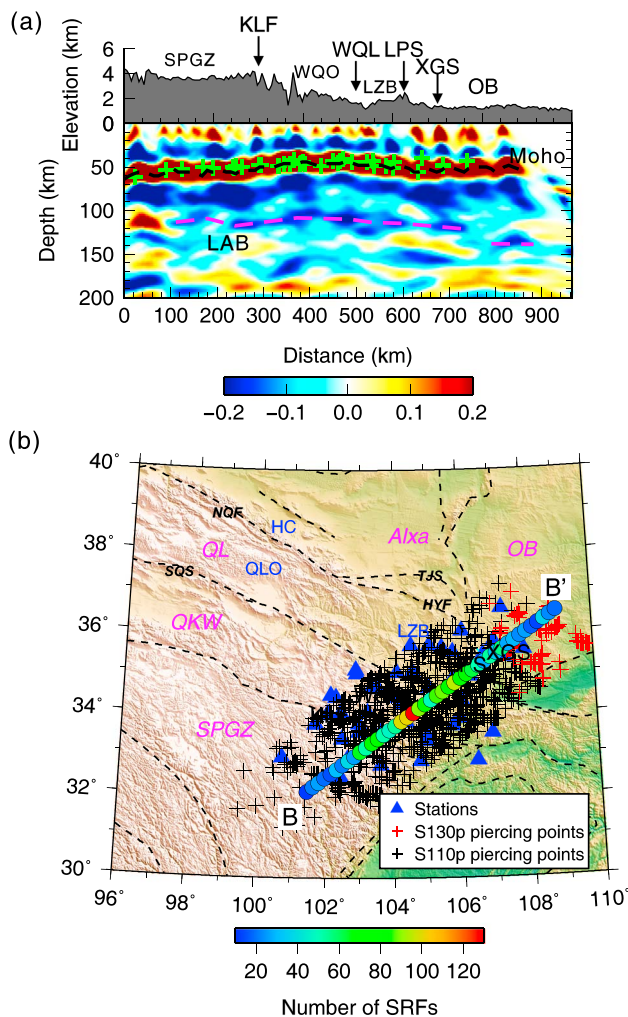 (a)
KLF
SPGZ
WQO
WQL
LPS
LZB
XGS
OB
Elevation (km)
6
4
2
0
Moho
LAB
Depth (km)
50
100
150
200
0 100 200 300 400 500 600 700 800 900
Distance (km)
−0.2 −0.1 0.0 0.1 0.2
(b)
40°
38°
36°
34°
32°
30°
NQF
HC
Alxa
OB
QL
QLO
SQS
TJS
B'
QKW
HYF
LZB
XGS
SPGZ
B
Stations
S130p piercing points
S110p piercing points
96° 98° 100° 102° 104° 106° 108° 110°
20 40 60 80 100 120
Number of SRFs